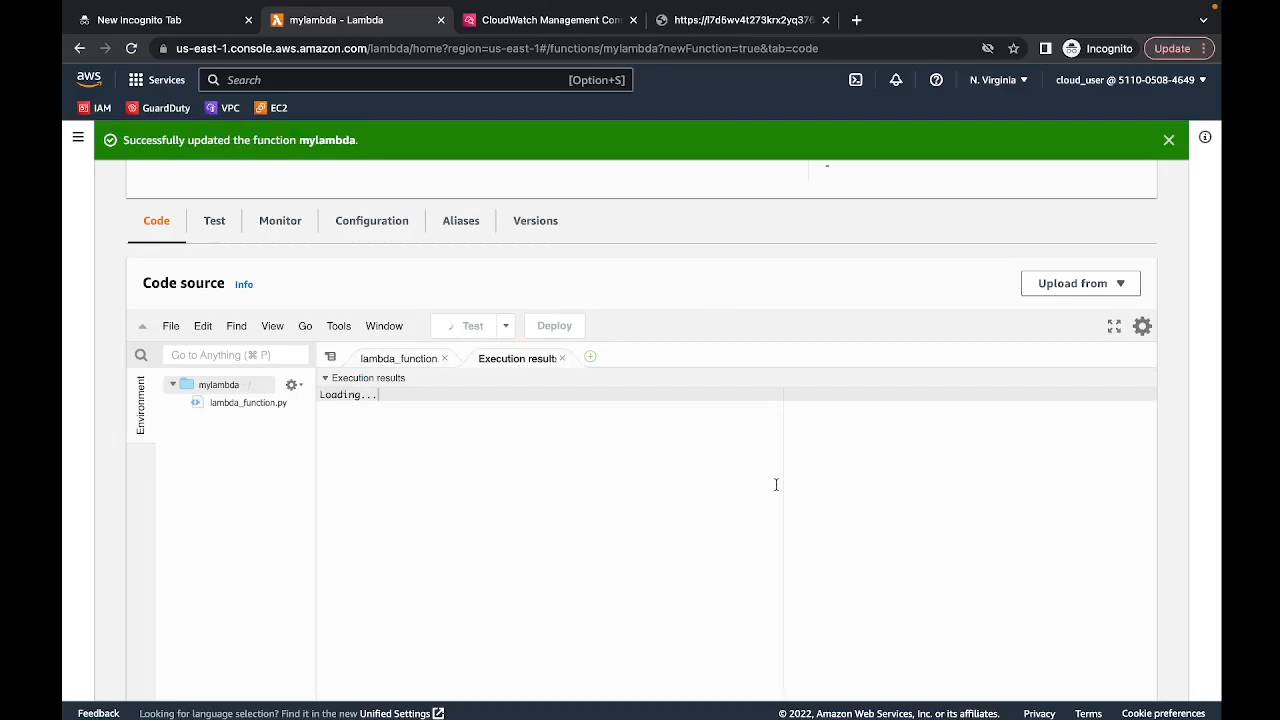 New Incognito Tab
mylambda - Lambda
CloudWatch Management Con
https://l7d5wv4t273krx2yq376
us-east-1.console.aws.amazon.com/lambda/home?region=us-east-1#/functions/mylambda?newFunction=true&tab=code
Incognito
Update
aws
Services
Search
[Option+S]
N. Virginia
cloud_user @ 5110-0508-4649
IAM
GuardDuty
VPC
EC2
Successfully updated the function mylambda.
-
Code
Test
Monitor
Configuration
Aliases
Versions
Code source
Info
Upload from
File
Edit
Find
View
Go
Tools
Window
Test
Deploy
Go to Anything (⌘ P)
lambda_function
Execution results
Environment
Execution results
mylambda - /
Loading...
lambda_function.py
Feedback
Looking for language selection? Find it in the new Unified Settings
© 2022, Amazon Web Services, Inc. or its affiliates.
Privacy
Terms
Cookie preferences